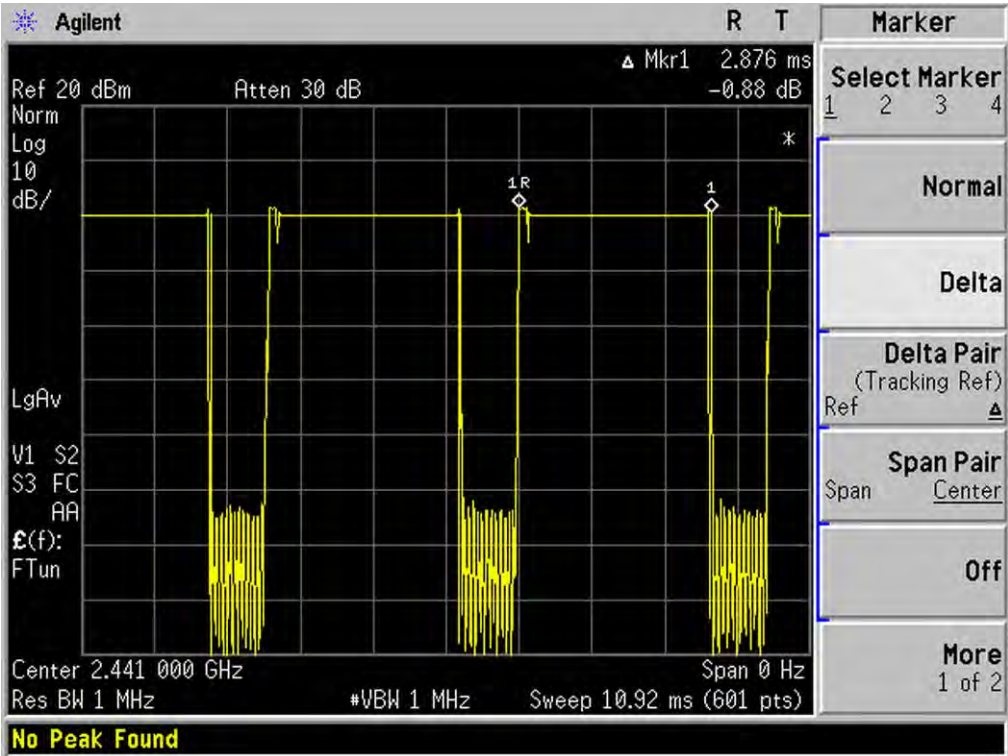 Agilent R T
Δ Mkr1 2.876 ms
Ref 20 dBm Atten 30 dB -0.88 dB
Norm
Log
10
dB/
*
1R
1
LgAv
V1 S2
S3 FC
AA
£(f):
FTun
Center 2.441 000 GHz Span 0 Hz
Res BW 1 MHz #VBW 1 MHz Sweep 10.92 ms (601 pts)
No Peak Found
Marker
Select Marker
1 2 3 4
Normal
Delta
Delta Pair
(Tracking Ref)
Ref Δ
Span Pair
Span Center
Off
More
1 of 2